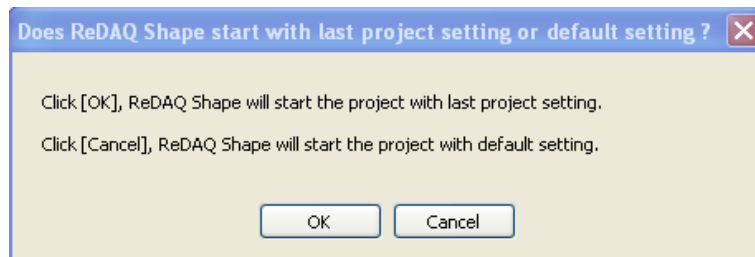 Does ReDAQ Shape start with last project setting or default setting ?
Click [OK], ReDAQ Shape will start the project with last project setting.
Click [Cancel], ReDAQ Shape will start the project with default setting.
OK
Cancel